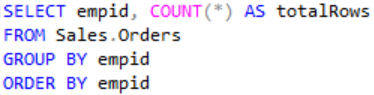 SELECT empid, COUNT(*) AS totalRows
FROM Sales.Orders
GROUP BY empid
ORDER BY empid